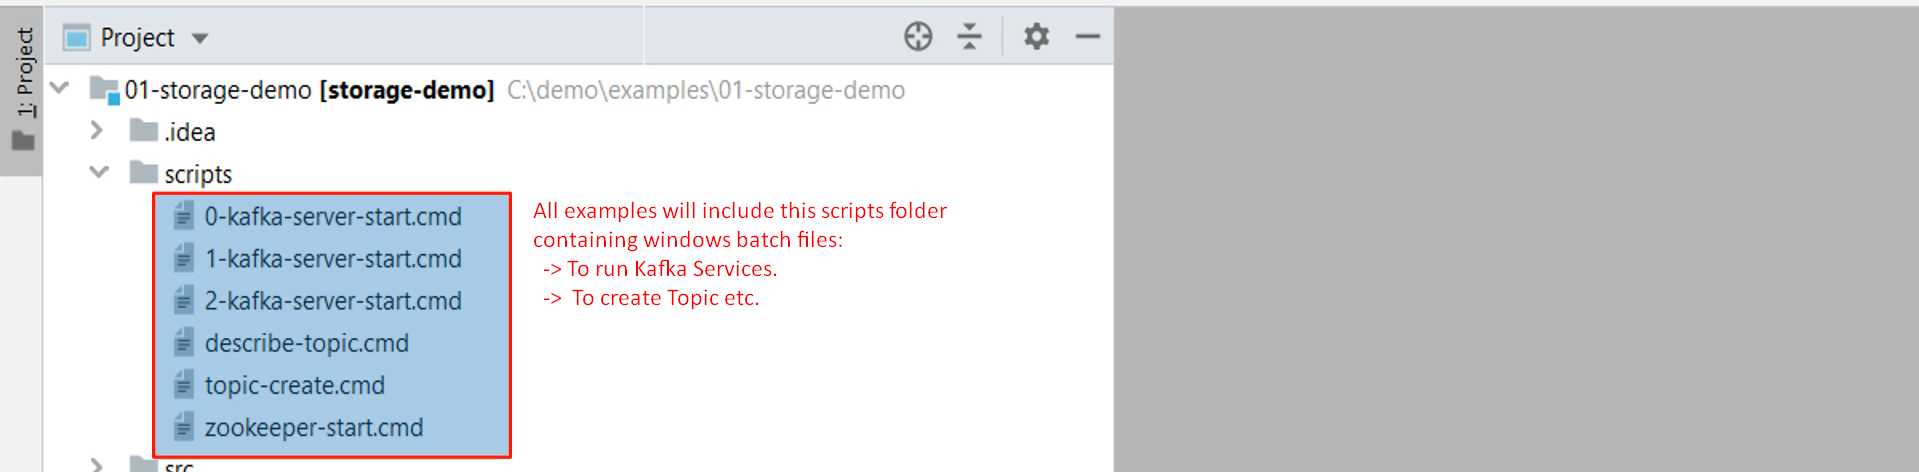 1: Project
Project
01-storage-demo [storage-demo] C:\demo\examples\01-storage-demo
.idea
scripts
0-kafka-server-start.cmd
1-kafka-server-start.cmd
2-kafka-server-start.cmd
describe-topic.cmd
topic-create.cmd
zookeeper-start.cmd
All examples will include this scripts folder
containing windows batch files:
-> To run Kafka Services.
-> To create Topic etc.
src